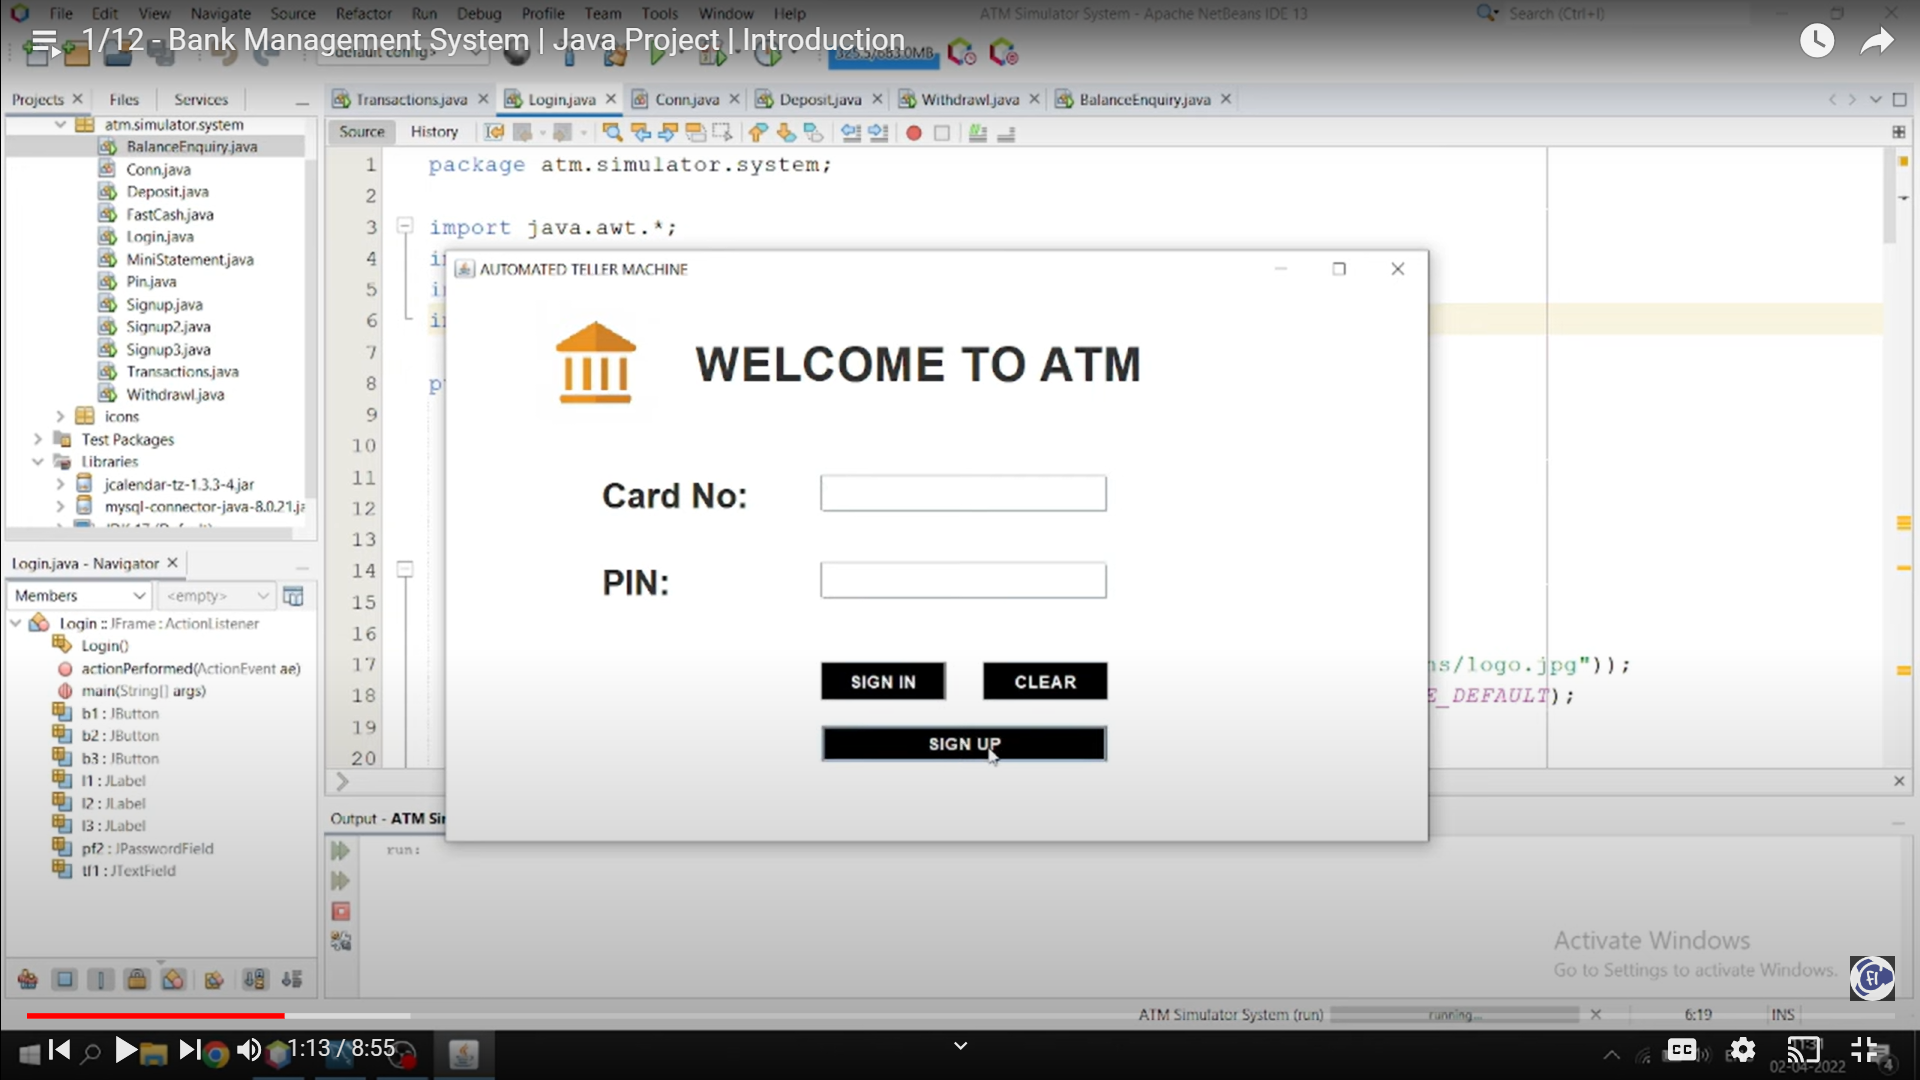 File Edit View Navigate Source Refactor Run Debug Profile Team Tools Window Help
ATM Simulator System - Apache NetBeans IDE 13
Search (Ctrl+I)
1/12 - Bank Management System | Java Project | Introduction
Projects Files Services
Transactions.java Login.java Conn.java Deposit.java Withdrawl.java BalanceEnquiry.java
Source History
atm.simulator.system
BalanceEnquiry.java
Conn.java
Deposit.java
FastCash.java
Login.java
MiniStatement.java
Pin.java
Signup.java
Signup2.java
Signup3.java
Transactions.java
Withdrawl.java
icons
Test Packages
Libraries
jcalendar-tz-1.3.3-4.jar
mysql-connector-java-8.0.21.ja
1 package atm.simulator.system;
2
3 import java.awt.*;
4
5
6
7
8
9
10
11
12
13
14
15
16
17 ns/logo.jpg"));
18 E_DEFAULT);
19
20
AUTOMATED TELLER MACHINE
WELCOME TO ATM
Card No:
PIN:
SIGN IN CLEAR
SIGN UP
Login.java - Navigator
Members <empty>
Login :: JFrame : ActionListener
Login()
actionPerformed(ActionEvent ae)
main(String[] args)
b1 : JButton
b2 : JButton
b3 : JButton
l1 : JLabel
l2 : JLabel
l3 : JLabel
pf2 : JPasswordField
tf1 : JTextField
Output - ATM Sir
run:
Activate Windows
Go to Settings to activate Windows.
ATM Simulator System (run) running... 6:19 INS
1:13 / 8:55
CC
02-04-2022
4